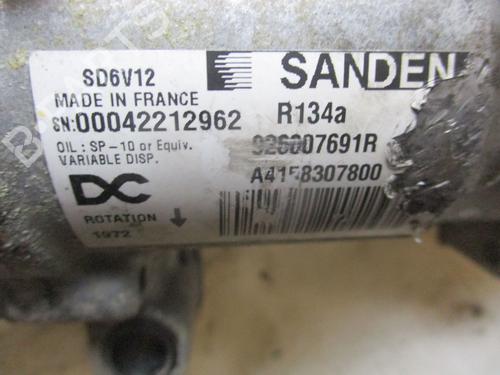 SD6V12
SANDEN
MADE IN FRANCE
R134a
SN:00042212962
926007691R
OIL : SP-10 or Equiv.
VARIABLE DISP.
A4158307800
DC
ROTATION
1972